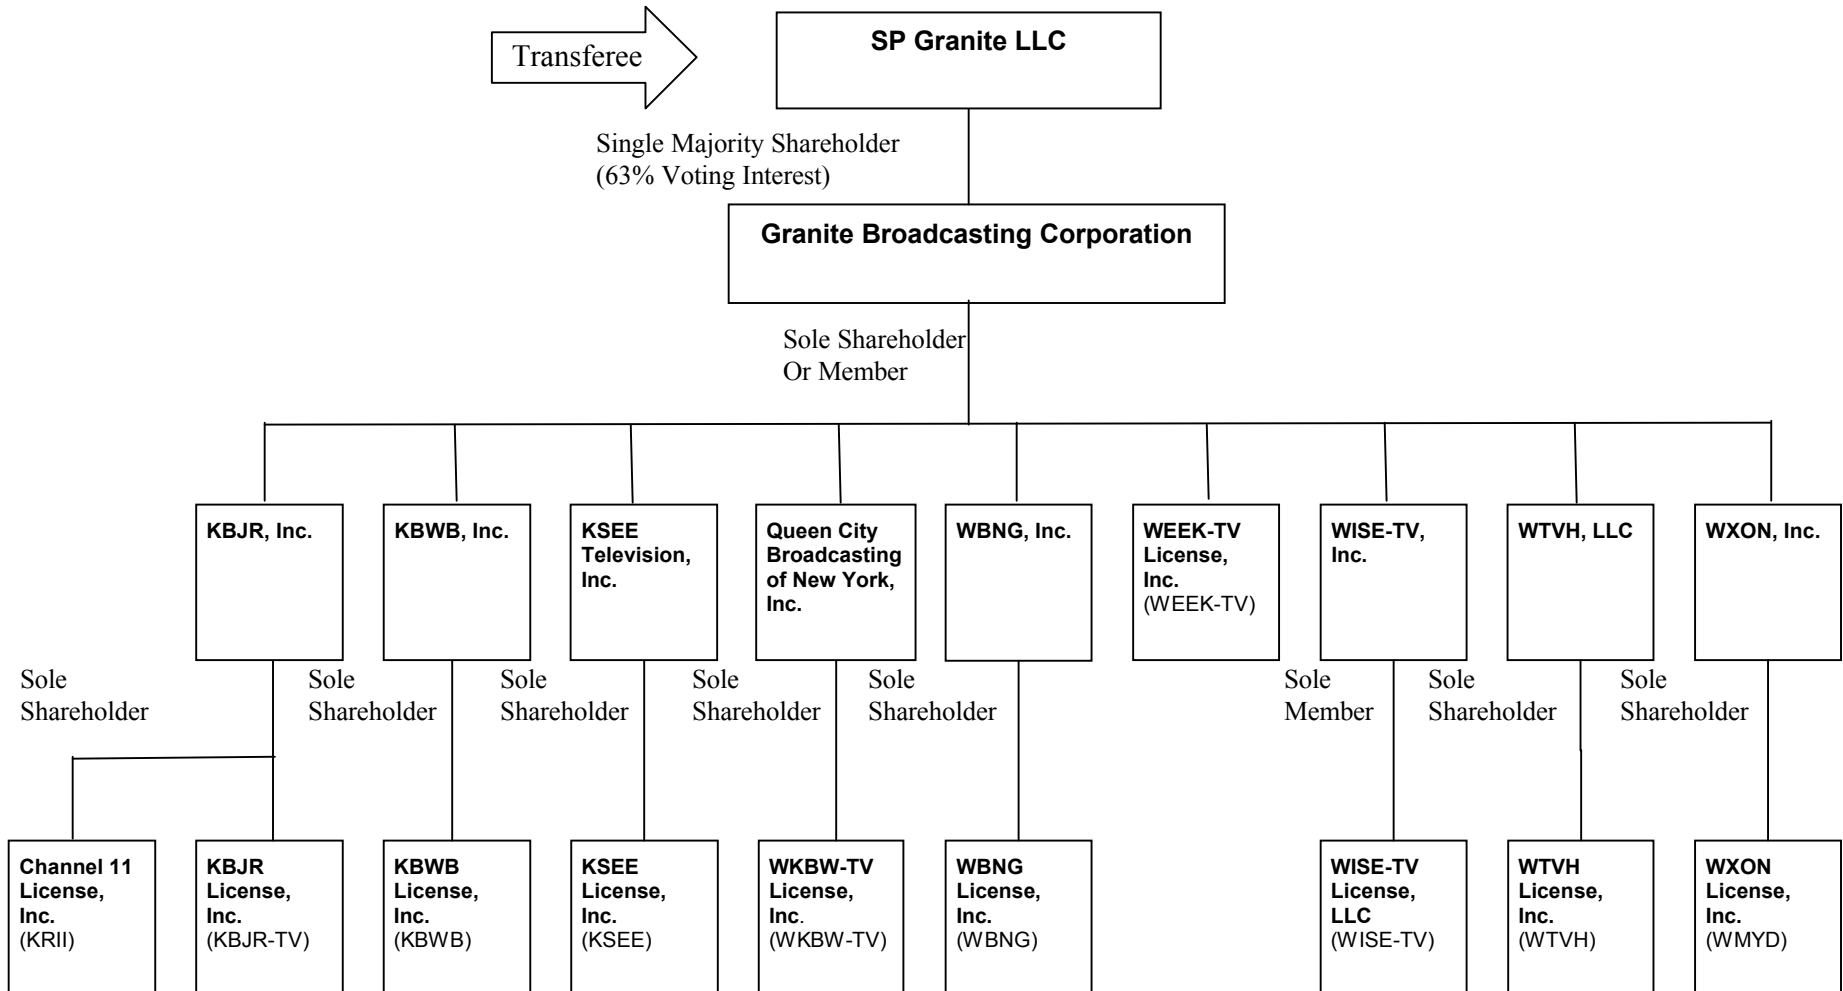 Transferee
SP Granite LLC
Single Majority Shareholder
(63% Voting Interest)
Granite Broadcasting Corporation
Sole Shareholder
Or Member
KBJR, Inc.
KBWB, Inc.
KSEE
Television,
Inc.
Queen City
Broadcasting
of New York,
Inc.
WBNG, Inc.
WEEK-TV
License,
Inc.
(WEEK-TV)
WISE-TV,
Inc.
WTVH, LLC
WXON, Inc.
Sole
Shareholder
Sole
Shareholder
Sole
Shareholder
Sole
Shareholder
Sole
Shareholder
Sole
Member
Sole
Shareholder
Sole
Shareholder
Channel 11
License,
Inc.
(KRII)
KBJR
License,
Inc.
(KBJR-TV)
KBWB
License,
Inc.
(KBWB)
KSEE
License,
Inc.
(KSEE)
WKBW-TV
License,
Inc.
(WKBW-TV)
WBNG
License,
Inc.
(WBNG)
WISE-TV
License,
LLC
(WISE-TV)
WTVH
License,
Inc.
(WTVH)
WXON
License,
Inc.
(WMYD)